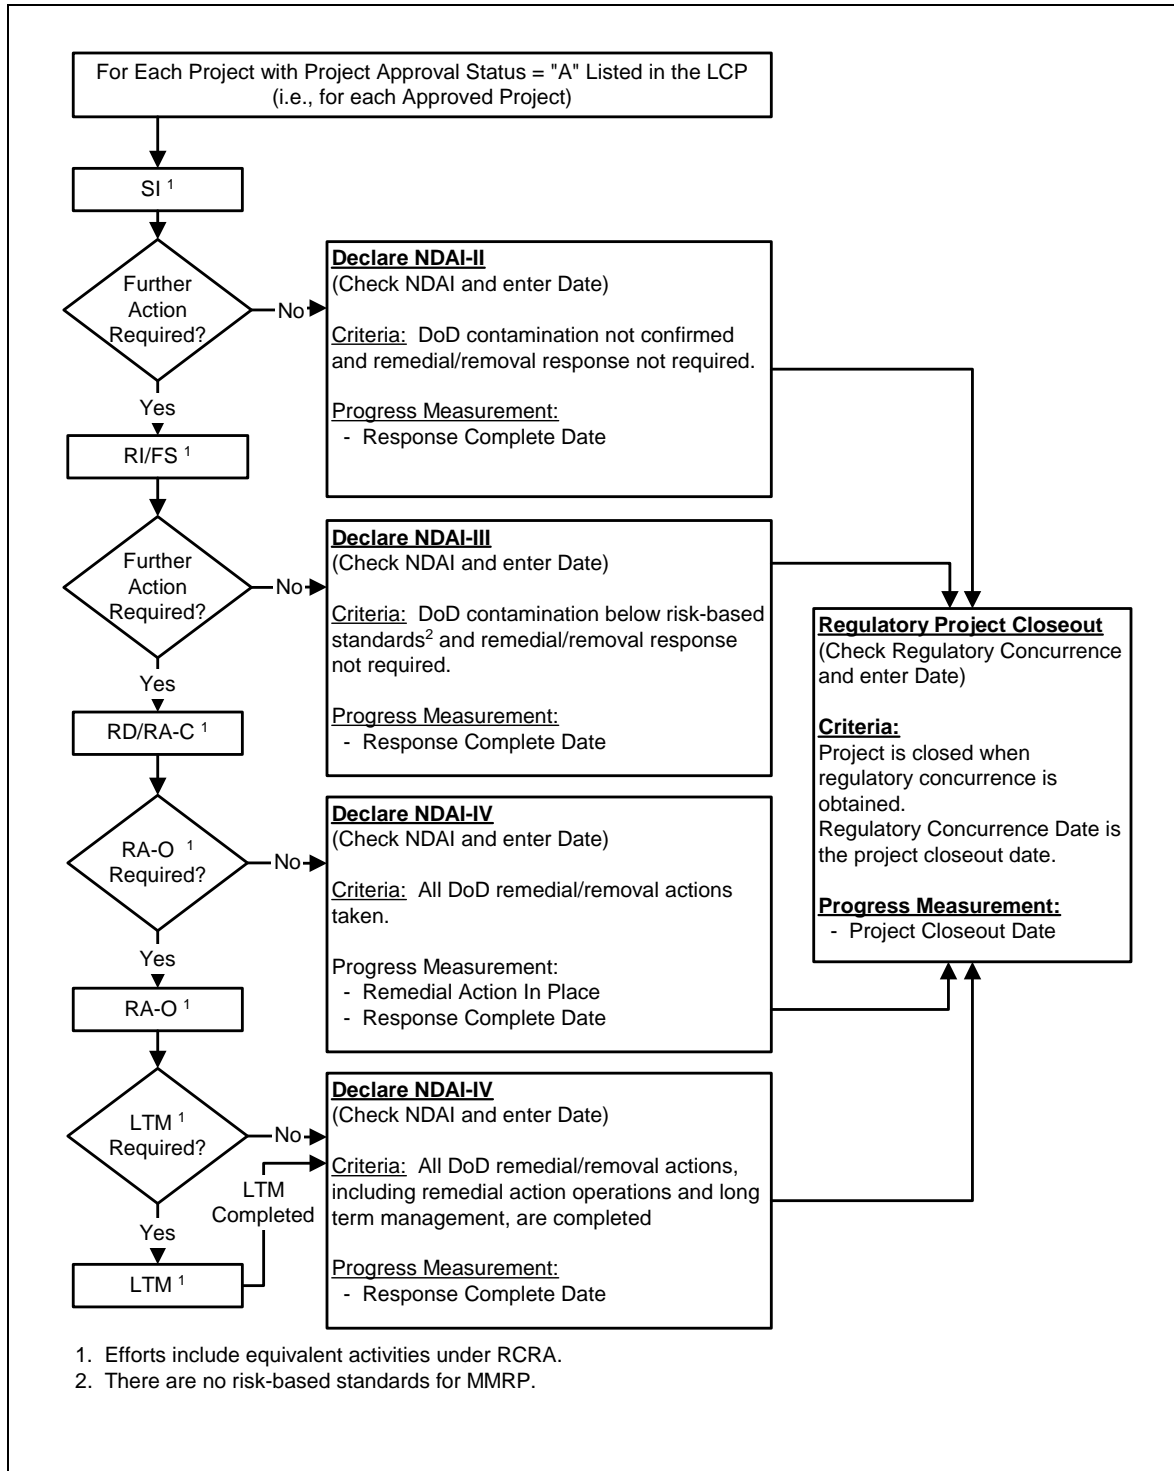 For Each Project with Project Approval Status = "A" Listed in the LCP
(i.e., for each Approved Project)
SI ¹
Further
Action
Required?
No
Yes
Declare NDAI-II
(Check NDAI and enter Date)
Criteria: DoD contamination not confirmed
and remedial/removal response not required.
Progress Measurement:
- Response Complete Date
RI/FS ¹
Further
Action
Required?
No
Yes
Declare NDAI-III
(Check NDAI and enter Date)
Criteria: DoD contamination below risk-based
standards² and remedial/removal response
not required.
Progress Measurement:
- Response Complete Date
RD/RA-C ¹
RA-O ¹
Required?
No
Yes
Declare NDAI-IV
(Check NDAI and enter Date)
Criteria: All DoD remedial/removal actions
taken.
Progress Measurement:
- Remedial Action In Place
- Response Complete Date
RA-O ¹
LTM ¹
Required?
No
Yes
LTM
Completed
LTM ¹
Declare NDAI-IV
(Check NDAI and enter Date)
Criteria: All DoD remedial/removal actions,
including remedial action operations and long
term management, are completed
Progress Measurement:
- Response Complete Date
Regulatory Project Closeout
(Check Regulatory Concurrence
and enter Date)
Criteria:
Project is closed when
regulatory concurrence is
obtained.
Regulatory Concurrence Date is
the project closeout date.
Progress Measurement:
- Project Closeout Date
1. Efforts include equivalent activities under RCRA.
2. There are no risk-based standards for MMRP.